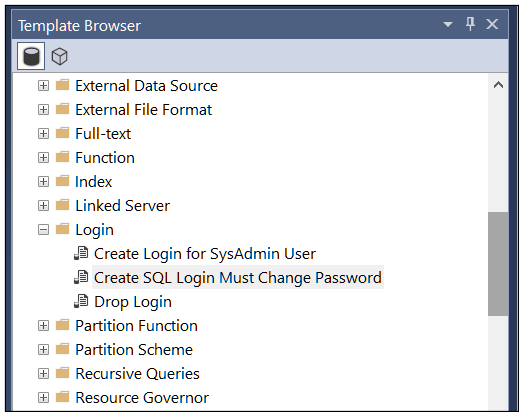 Template Browser
External Data Source
External File Format
Full-text
Function
Index
Linked Server
Login
Create Login for SysAdmin User
Create SQL Login Must Change Password
Drop Login
Partition Function
Partition Scheme
Recursive Queries
Resource Governor